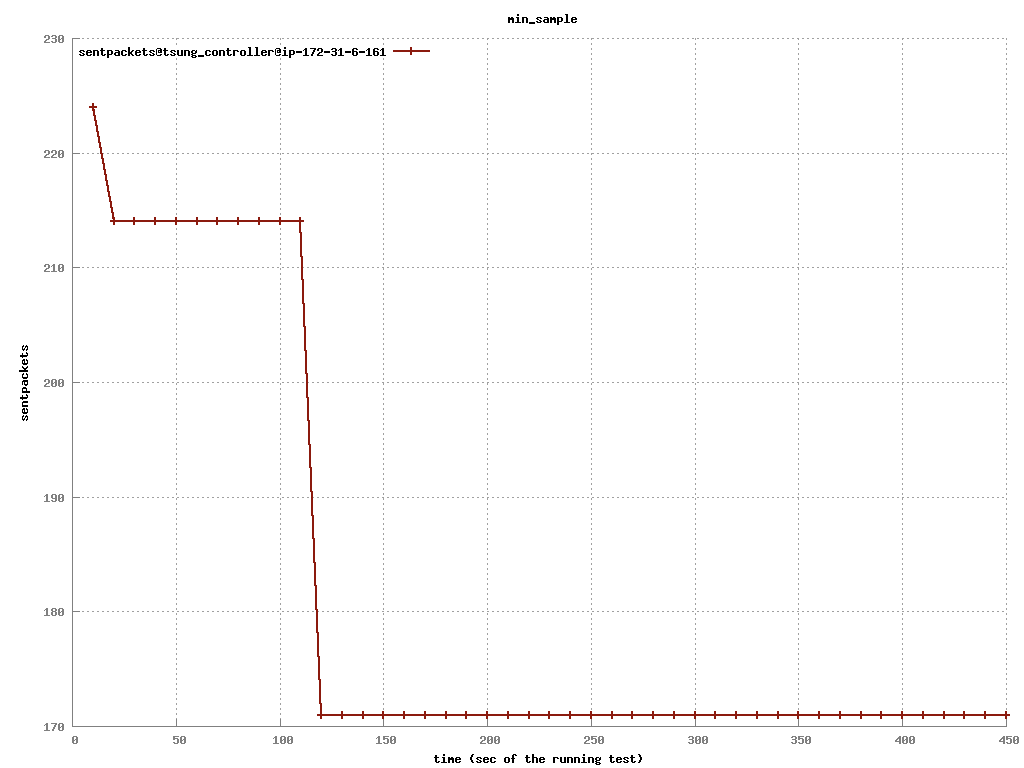 min_sample
sentpackets@tsung_controller@ip-172-31-6-161
230
220
210
200
190
180
170
sentpackets
0 50 100 150 200 250 300 350 400 450
time (sec of the running test)